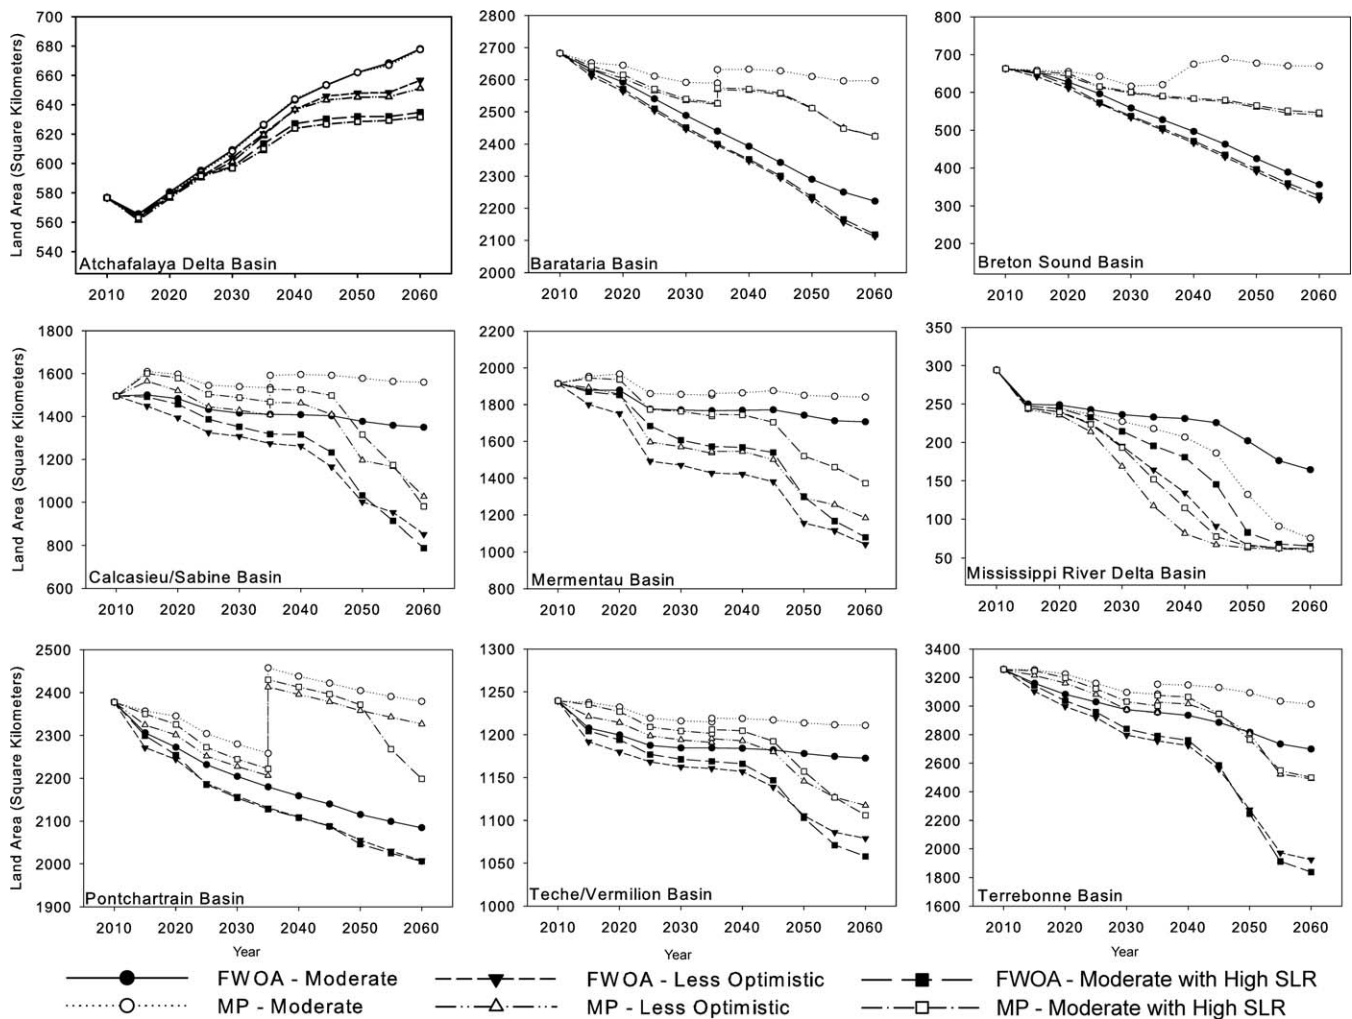 Land Area (Square Kilometers)
700
680
660
640
620
600
580
560
540
Atchafalaya Delta Basin
2010 2020 2030 2040 2050 2060
2800
2700
2600
2500
2400
2300
2200
2100
2000
Barataria Basin
2010 2020 2030 2040 2050 2060
800
700
600
500
400
300
200
Breton Sound Basin
2010 2020 2030 2040 2050 2060
Land Area (Square Kilometers)
1800
1600
1400
1200
1000
800
600
Calcasieu/Sabine Basin
2010 2020 2030 2040 2050 2060
2200
2000
1800
1600
1400
1200
1000
800
Mermentau Basin
2010 2020 2030 2040 2050 2060
350
300
250
200
150
100
50
Mississippi River Delta Basin
2010 2020 2030 2040 2050 2060
Land Area (Square Kilometers)
2500
2400
2300
2200
2100
2000
1900
Pontchartrain Basin
2010 2020 2030 2040 2050 2060
Year
1300
1250
1200
1150
1100
1050
1000
Teche/Vermilion Basin
2010 2020 2030 2040 2050 2060
Year
3400
3200
3000
2800
2600
2400
2200
2000
1800
1600
Terrebonne Basin
2010 2020 2030 2040 2050 2060
Year
FWOA - Moderate
FWOA - Less Optimistic
FWOA - Moderate with High SLR
MP - Moderate
MP - Less Optimistic
MP - Moderate with High SLR